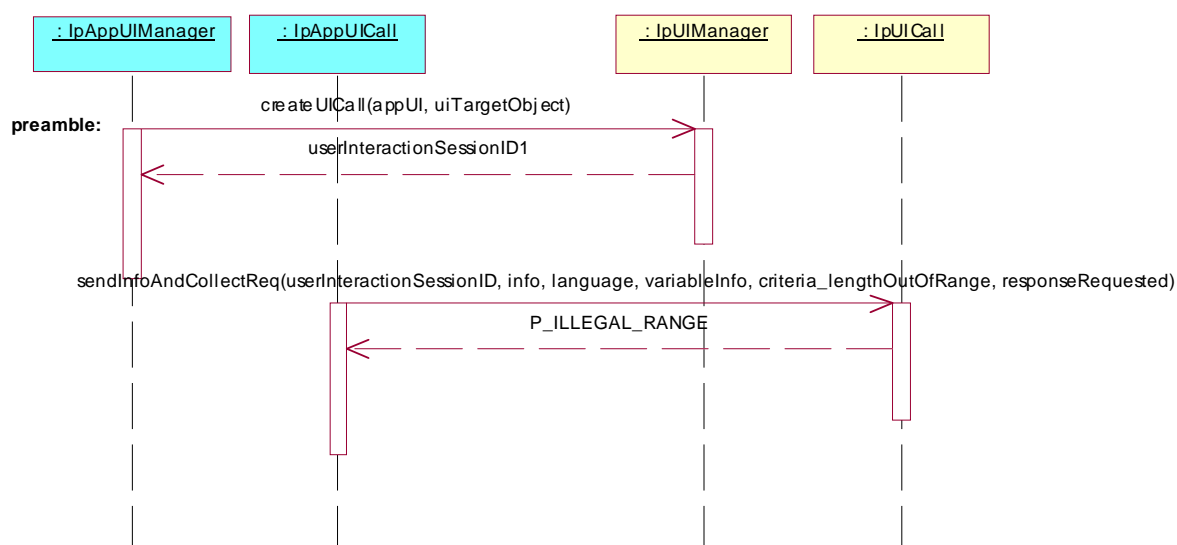 : IpAppUIManager
: IpAppUICall
: IpUIManager
: IpUICall
createUICall(appUI, uiTargetObject)
preamble:
userInteractionSessionID1
sendInfoAndCollectReq(userInteractionSessionID, info, language, variableInfo, criteria_lengthOutOfRange, responseRequested)
P_ILLEGAL_RANGE